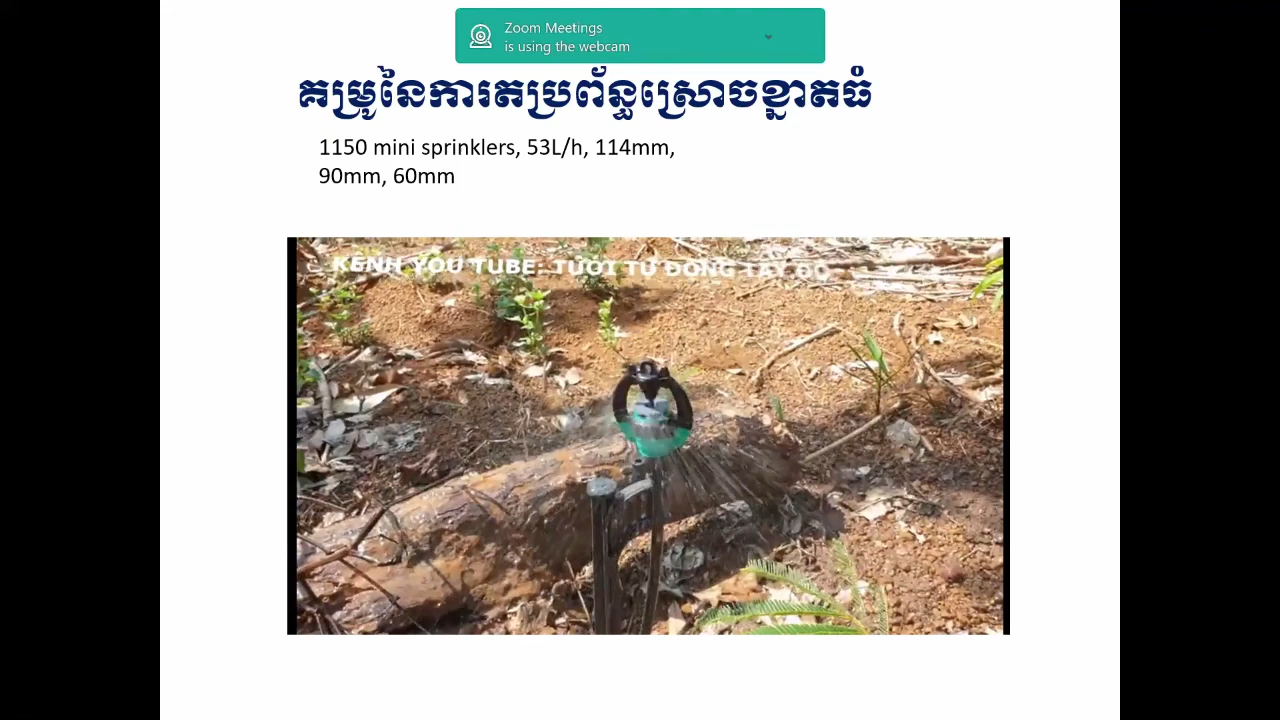 Zoom Meetings
is using the webcam
គម្រូនៃការតប្រព័ន្ធស្រោចខ្នាតធំ
1150 mini sprinklers, 53L/h, 114mm,
90mm, 60mm
KÊNH YOU TUBE: TƯỚI TỰ ĐỘNG TÂY ĐÔ